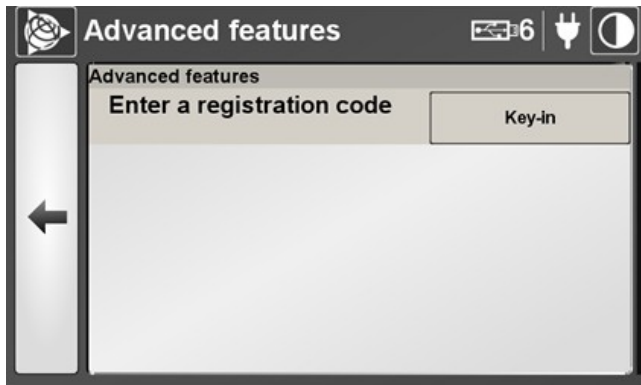 Advanced features
6
Advanced features
Enter a registration code
Key-in